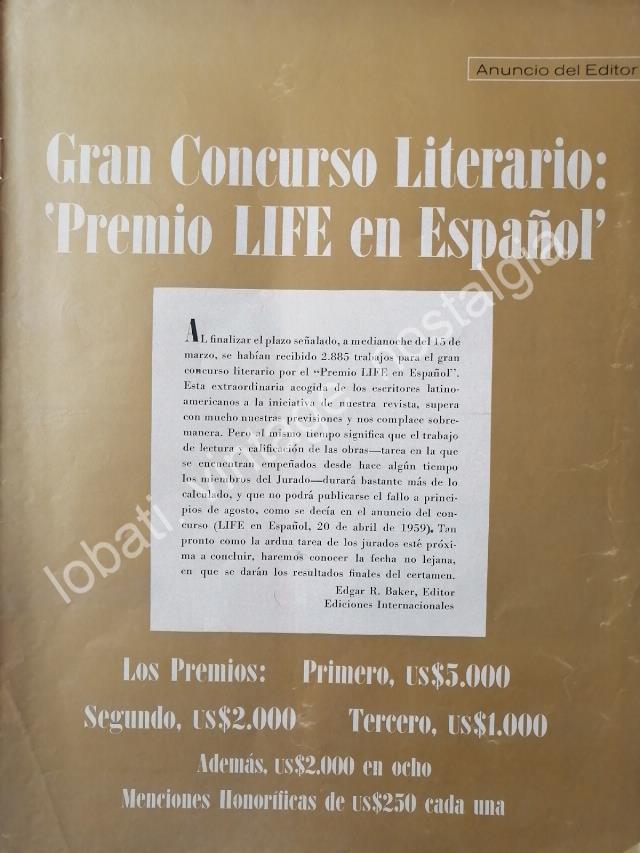 Anuncio del Editor
Gran Concurso Literario:
'Premio LIFE en Español'
AL finalizar el plazo señalado, a medianoche del 15 de
marzo, se habían recibido 2.885 trabajos para el gran
concurso literario por el “Premio LIFE en Español”.
Esta extraordinaria acogida de los escritores latino-
americanos a la iniciativa de nuestra revista, supera
con mucho nuestras previsiones y nos complace sobre-
manera. Pero al mismo tiempo significa que el trabajo
de lectura y calificación de las obras—tarea en la que
se encuentran empeñados desde hace algún tiempo
los miembros del Jurado—durará bastante más de lo
calculado, y que no podrá publicarse el fallo a princi-
pios de agosto, como se decía en el anuncio del con-
curso (LIFE en Español, 20 de abril de 1959). Tan
pronto como la ardua tarea de los jurados esté próxi-
ma a concluir, haremos conocer la fecha no lejana,
en que se darán los resultados finales del certamen.
Edgar R. Baker, Editor
Ediciones Internacionales
Los Premios: Primero, US$5.000
Segundo, US$2.000 Tercero, US$1.000
Además, US$2.000 en ocho
Menciones Honoríficas de US$250 cada una
lobati. vintage. nostalgia